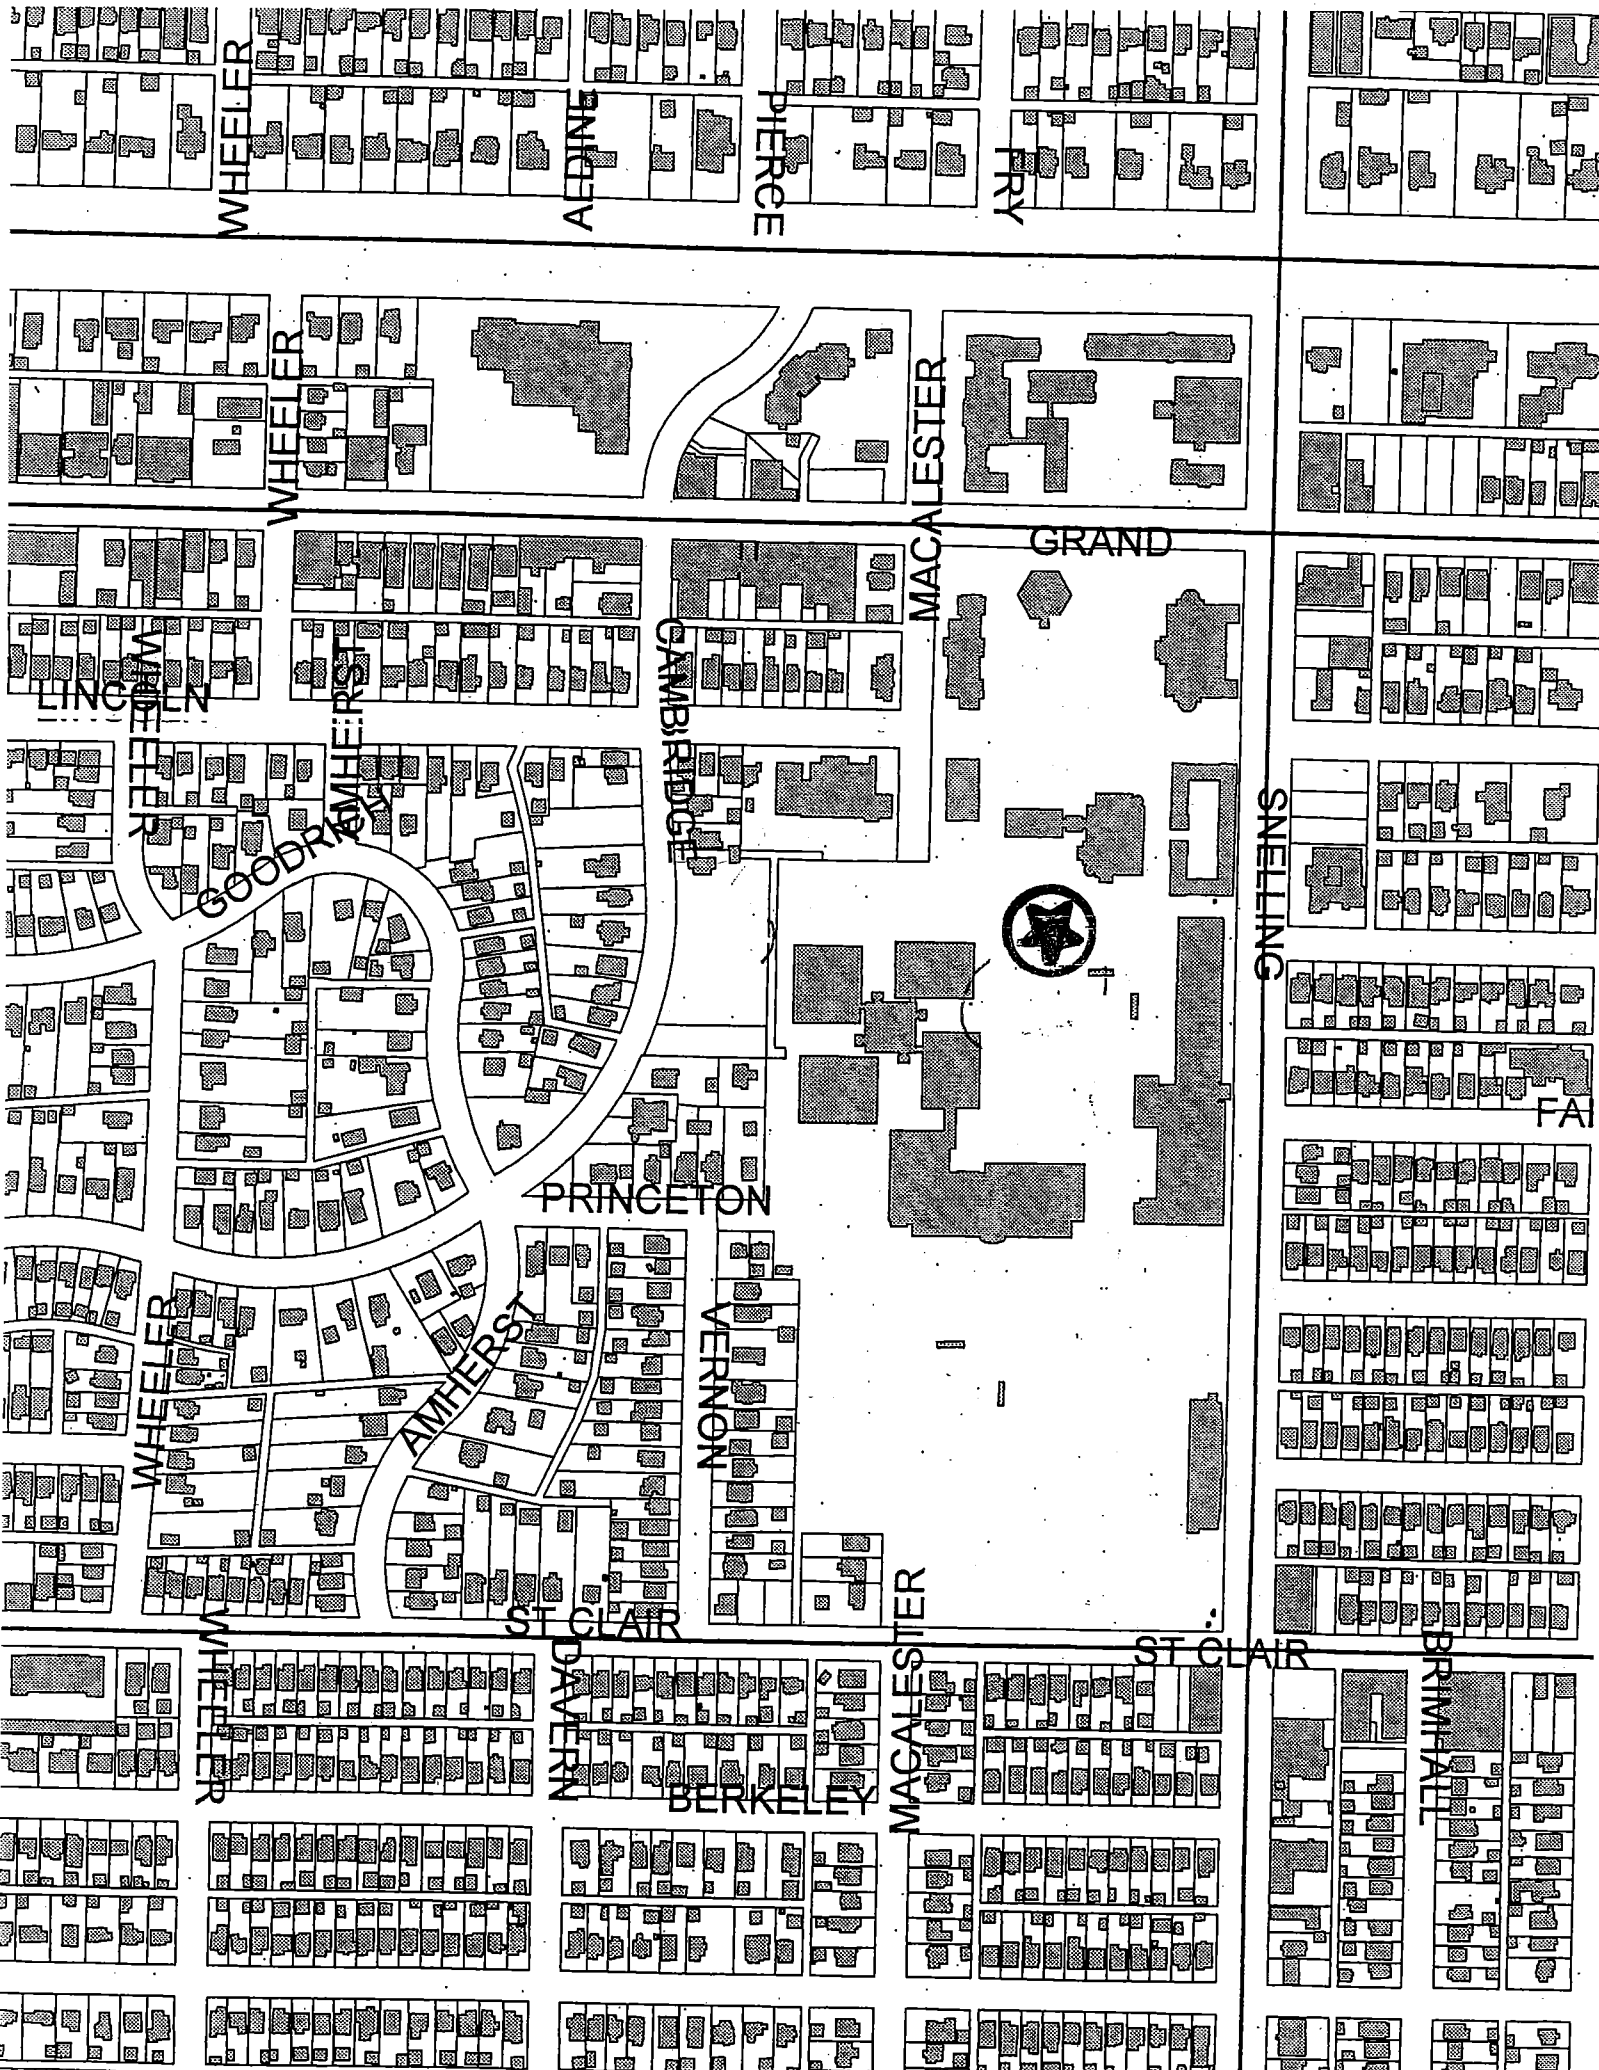 WHEELER
ALDINE
PIERCE
FRY
WHEELER
MACALESTER
GRAND
LINCOLN
WHEELER
AMHERST
CAMBRIDGE
GOODRICH
SNELLING
FAI
PRINCETON
WHEELER
AMHERST
VERNON
ST CLAIR
ST CLAIR
WHEELER
DAVERN
MACALESTER
BRIMHALL
BERKELEY